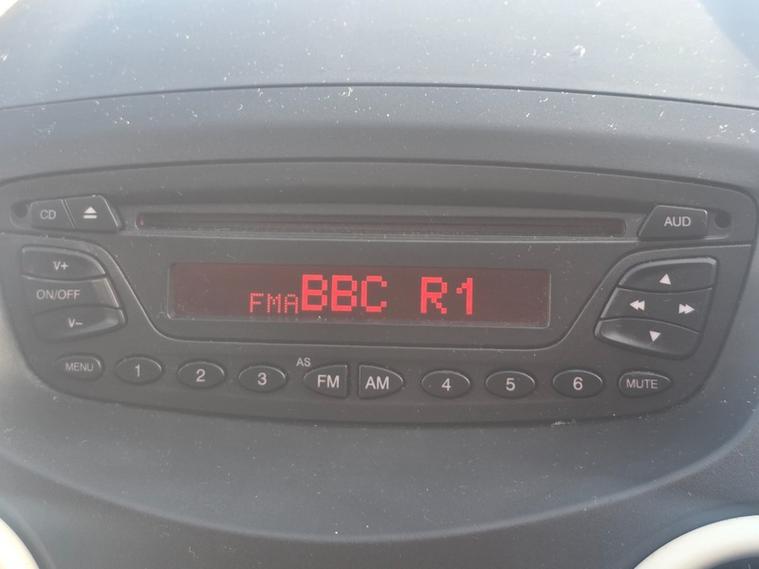 CD AUD
V+
ON/OFF
V-
FMA BBC R1
MENU 1 2 3 AS FM AM 4 5 6 MUTE